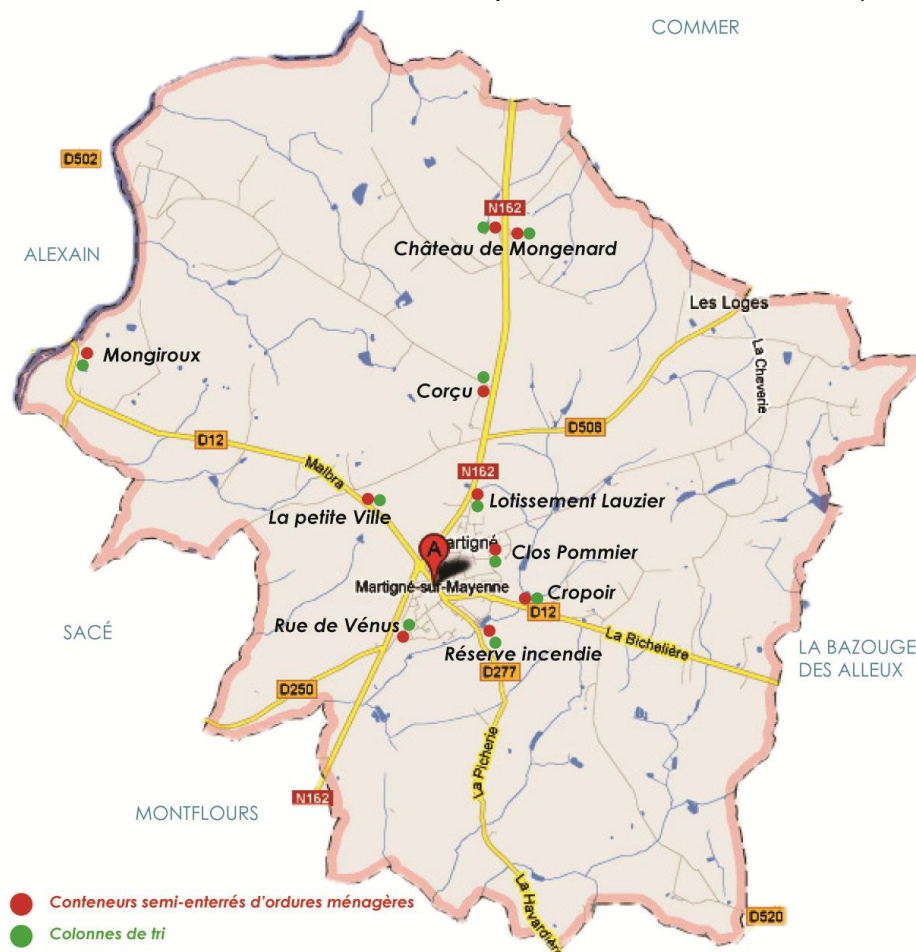 COMMER
D502
N162
Château de Mongenard
ALEXAIN
Les Loges
La Cheverie
Mongiroux
Corçu
D508
D12
Malbra
N162
Lotissement Lauzier
La petite Ville
A
artigné
Clos Pommier
Martigné-sur-Mayenne
Cropoir
D12
SACÉ
Rue de Vénus
La Bichelière
LA BAZOUGE
DES ALLEUX
Réserve incendie
D277
D250
La Picherie
N162
MONTFLOURS
La Havardière
D520
Conteneurs semi-enterrés d'ordures ménagères
Colonnes de tri